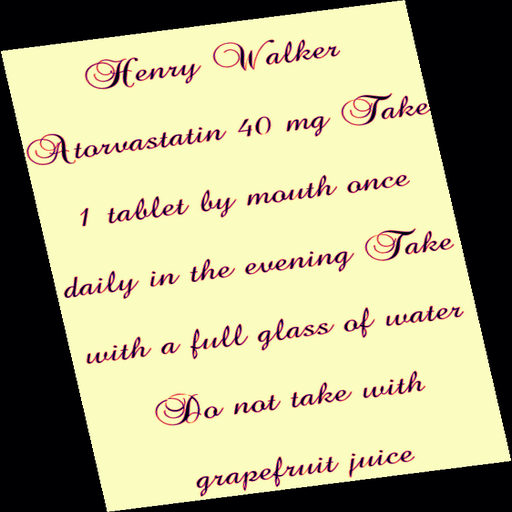 Henry Walker
Atorvastatin 40 mg Take
1 tablet by mouth once
daily in the evening Take
with a full glass of water
Do not take with
grapefruit juice